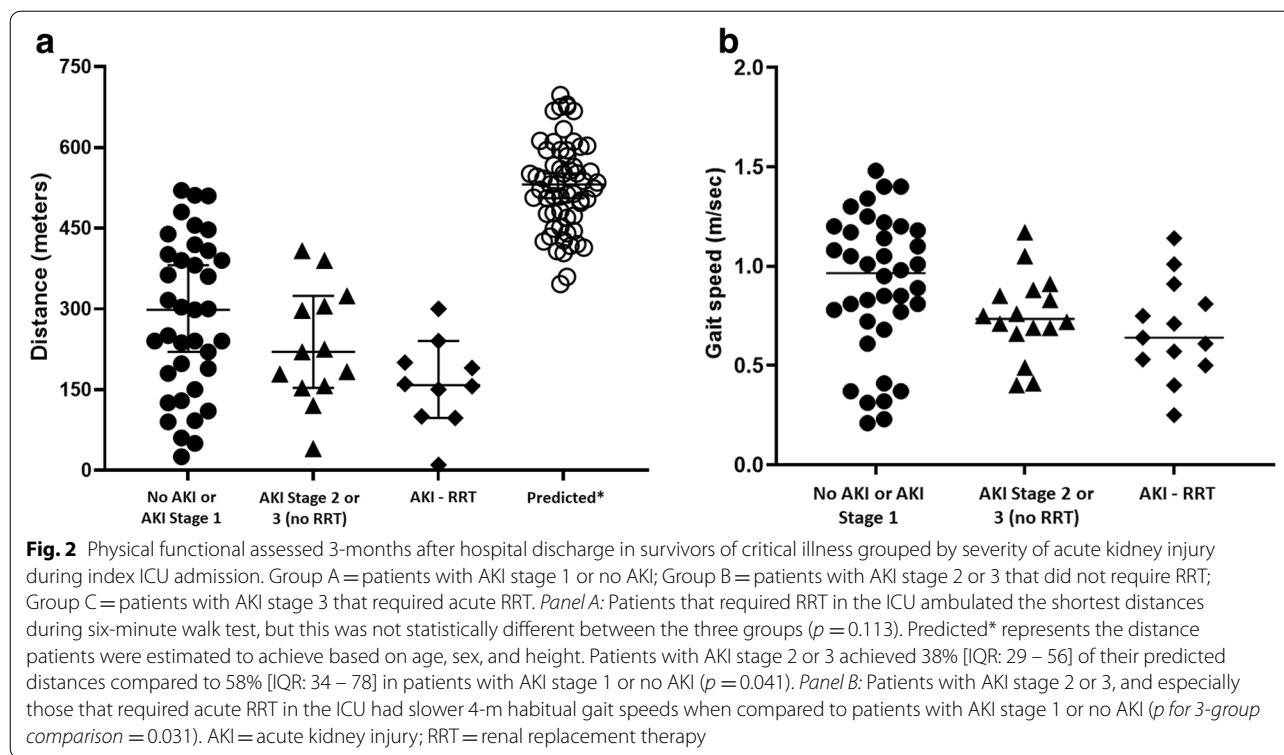 a
750
600
450
300
150
0
Distance (meters)
No AKI or
AKI Stage 1
AKI Stage 2 or
3 (no RRT)
AKI - RRT
Predicted*
b
2.0
1.5
1.0
0.5
0.0
Gait speed (m/sec)
No AKI or AKI
Stage 1
AKI Stage 2 or
3 (no RRT)
AKI - RRT
Fig. 2 Physical functional assessed 3-months after hospital discharge in survivors of critical illness grouped by severity of acute kidney injury
during index ICU admission. Group A = patients with AKI stage 1 or no AKI; Group B = patients with AKI stage 2 or 3 that did not require RRT;
Group C = patients with AKI stage 3 that required acute RRT. Panel A: Patients that required RRT in the ICU ambulated the shortest distances
during six-minute walk test, but this was not statistically different between the three groups (p = 0.113). Predicted* represents the distance
patients were estimated to achieve based on age, sex, and height. Patients with AKI stage 2 or 3 achieved 38% [IQR: 29 – 56] of their predicted
distances compared to 58% [IQR: 34 – 78] in patients with AKI stage 1 or no AKI (p = 0.041). Panel B: Patients with AKI stage 2 or 3, and especially
those that required acute RRT in the ICU had slower 4-m habitual gait speeds when compared to patients with AKI stage 1 or no AKI (p for 3-group
comparison = 0.031). AKI = acute kidney injury; RRT = renal replacement therapy